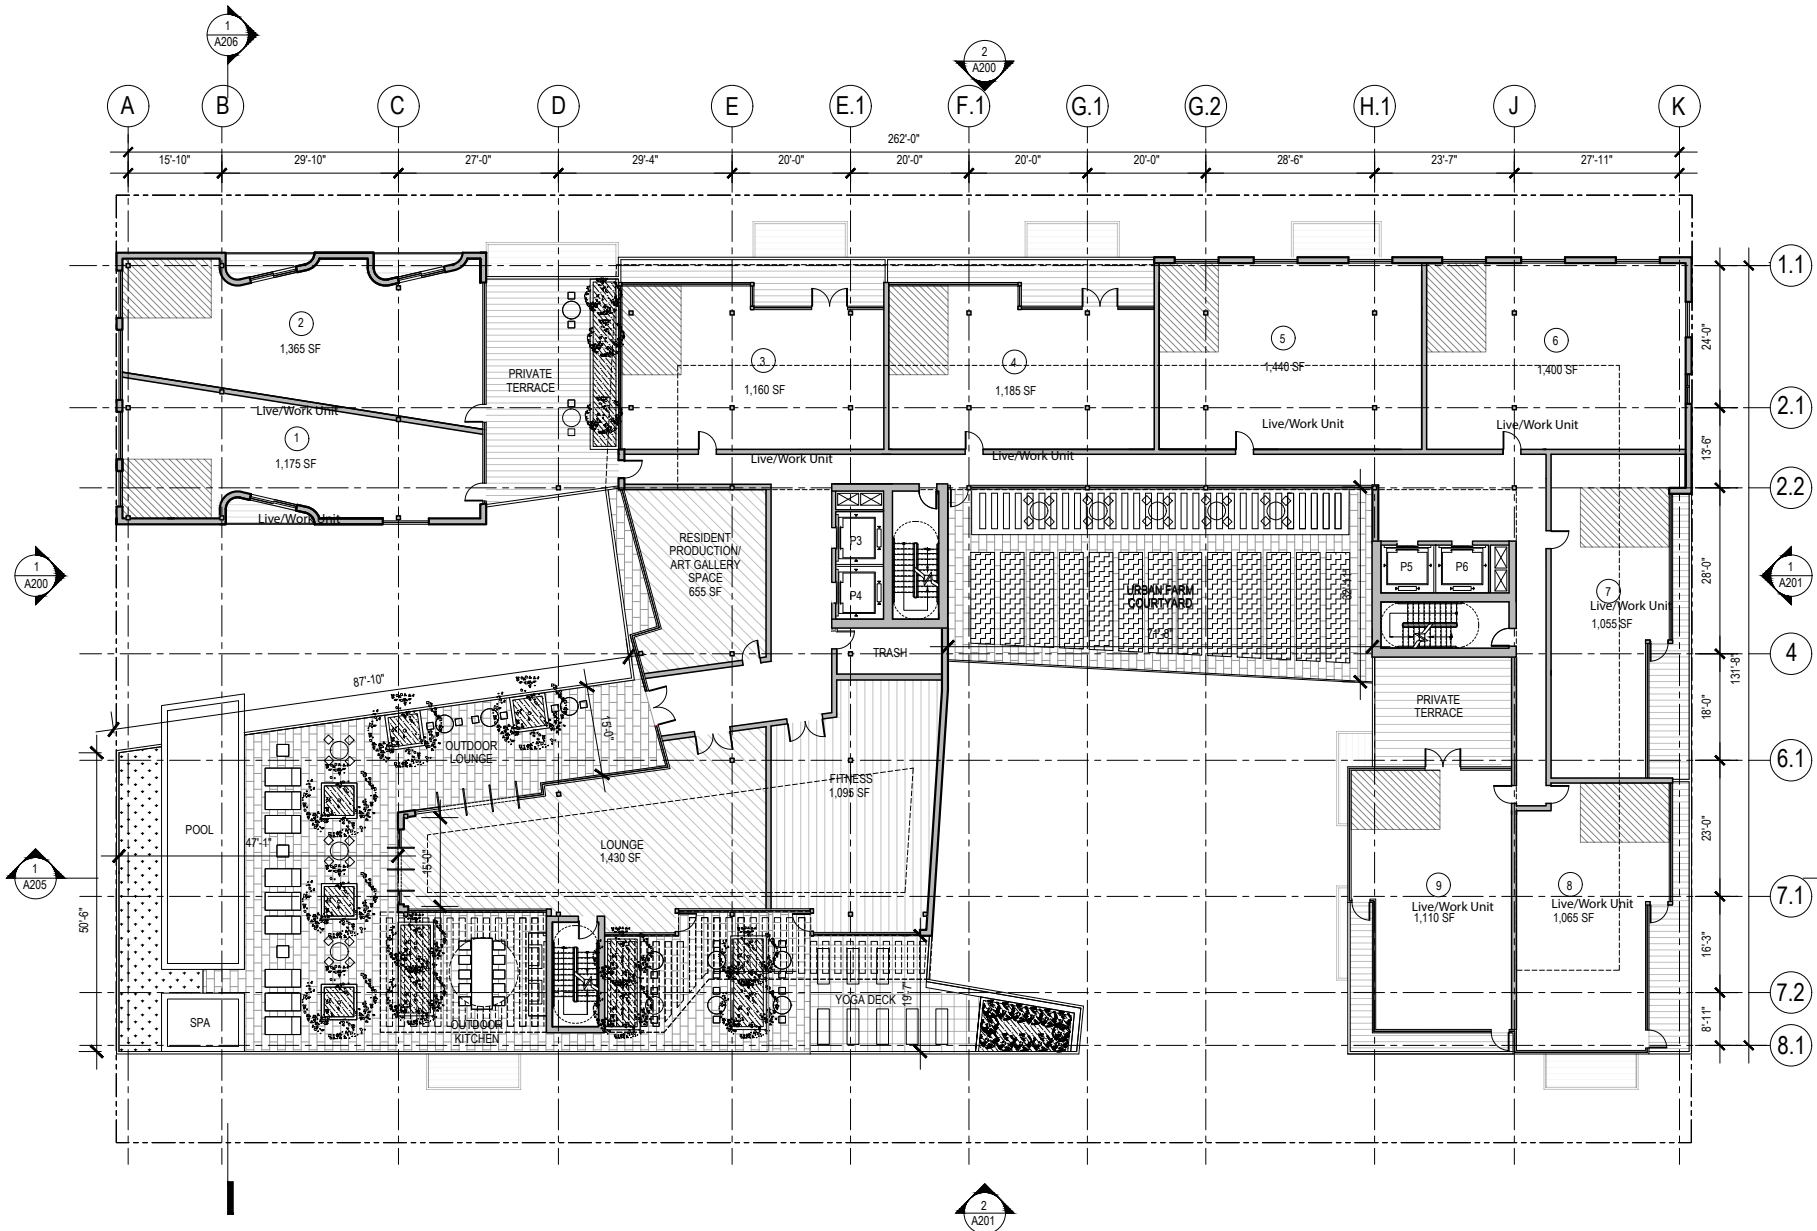 1
A206
2
A200
A
B
C
D
E
E.1
F.1
G.1
G.2
H.1
J
K
262'-0"
15'-10"
29'-10"
27'-0"
29'-4"
20'-0"
20'-0"
20'-0"
20'-0"
28'-6"
23'-7"
27'-11"
1.1
2.1
2.2
4
6.1
7.1
7.2
8.1
24'-0"
13'-6"
28'-0"
18'-0"
23'-0"
16'-3"
8'-11"
131'-8"
2
1,365 SF
Live/Work Unit
1
1,175 SF
Live/Work Unit
PRIVATE
TERRACE
3
1,160 SF
Live/Work Unit
4
1,185 SF
Live/Work Unit
5
1,440 SF
Live/Work Unit
6
1,400 SF
Live/Work Unit
1
A200
RESIDENT
PRODUCTION/
ART GALLERY
SPACE
655 SF
P3
P4
TRASH
URBAN FARM
COURTYARD
71'-8"
P5
P6
7
Live/Work Unit
1,055 SF
1
A201
PRIVATE
TERRACE
87'-10"
OUTDOOR
LOUNGE
15'-0"
FITNESS
1,095 SF
LOUNGE
1,430 SF
15'-0"
POOL
47'-1"
50'-6"
1
A205
SPA
OUTDOOR
KITCHEN
YOGA DECK
19'-7"
9
Live/Work Unit
1,110 SF
8
Live/Work Unit
1,065 SF
2
A201